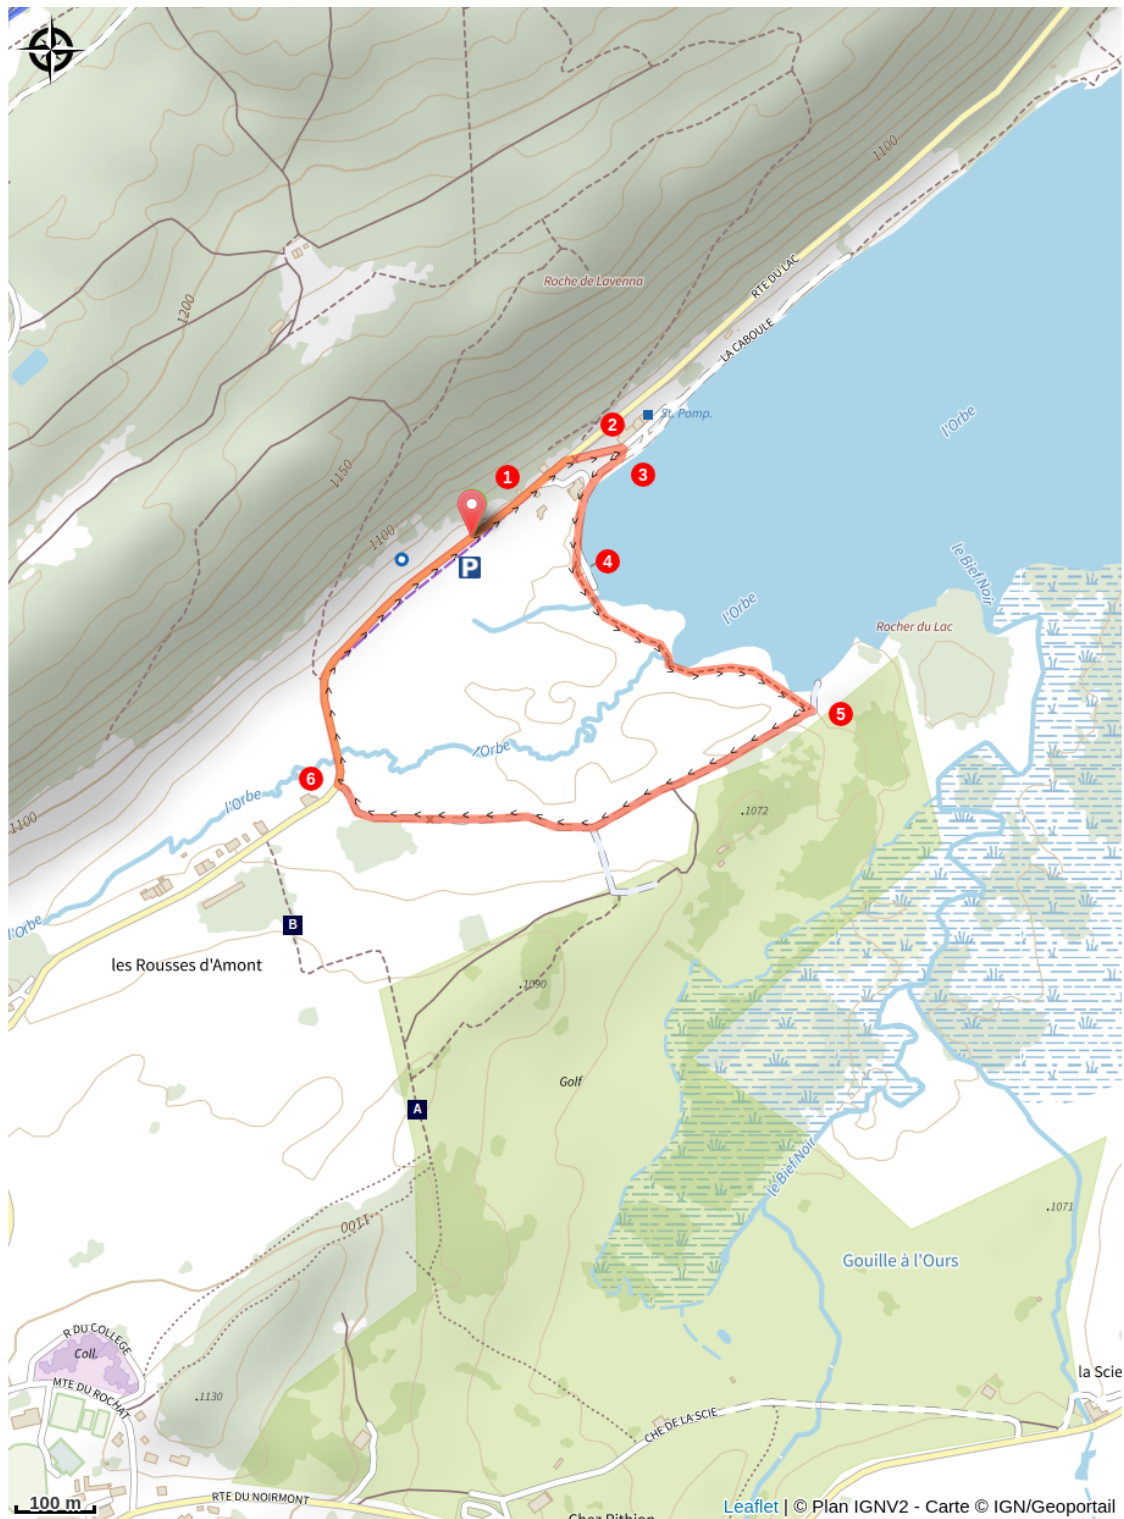 1100
Roche de Lavenna
1200
RTE DU LAC
LA CABOULE
St. Pomp.
l'Orbe
2
1150
1
3
1100
4
P
le Bief Noir
l'Orbe
Rocher du Lac
5
l'Orbe
6
l'Orbe
1100
.1072
l'Orbe
B
les Rousses d'Amont
.1090
Golf
A
le Bief Noir
1100
.1071
Gouille à l'Ours
R DU COLLEGE
Coll.
la Scie
MTE DU ROCHAT
.1130
CHE DE LA SCIE
RTE DU NOIRMONT
100 m
Leaflet | © Plan IGNV2 - Carte © IGN/Geoportail